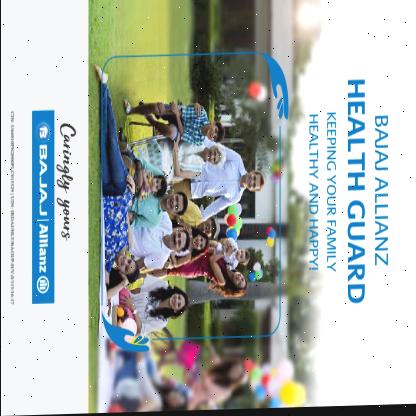 BAJAJ ALLIANZ
HEALTH GUARD
KEEPING YOUR FAMILY
HEALTHY AND HAPPY!
Caringly yours
BAJAJ | Allianz